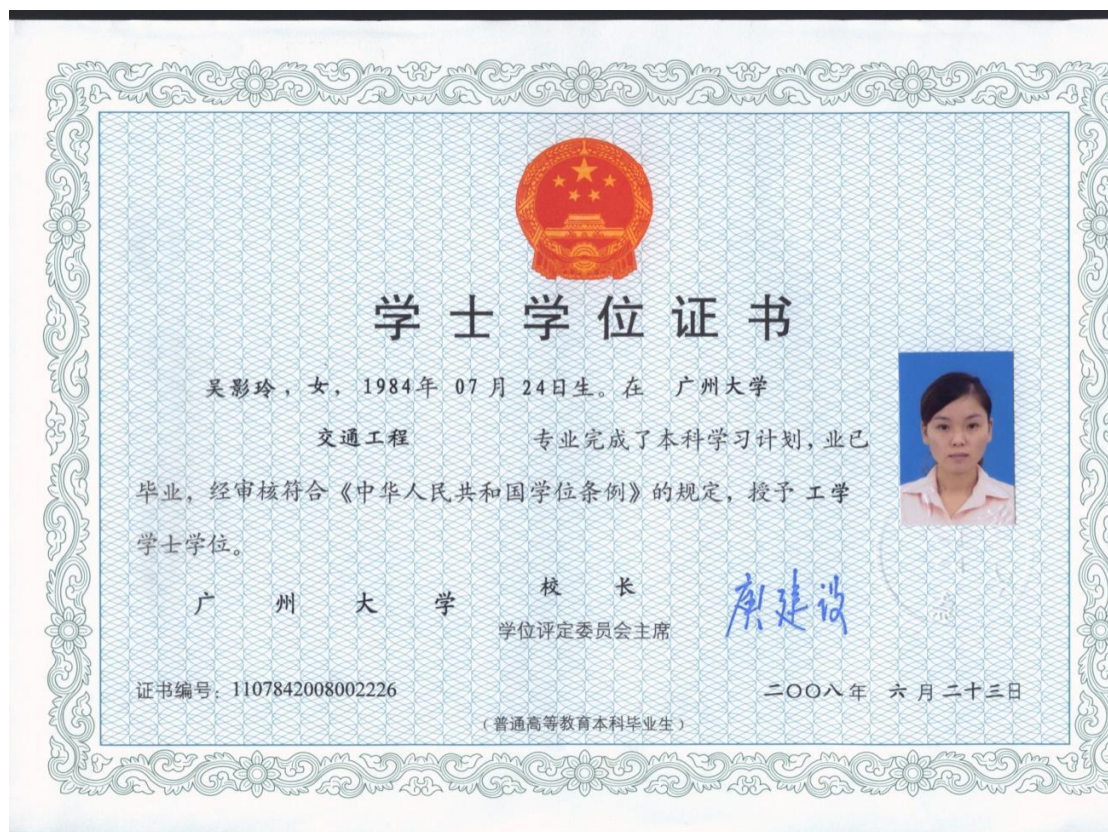 学士学位证书
吴影玲，女，1984年 07月 24日生。在 广州大学
交通工程 专业完成了本科学习计划，业已
毕业，经审核符合《中华人民共和国学位条例》的规定，授予 工学
学士学位。
广州大学 校长 庾建设
学位评定委员会主席
证书编号：1107842008002226 二〇〇八年 六月二十三日
（普通高等教育本科毕业生）